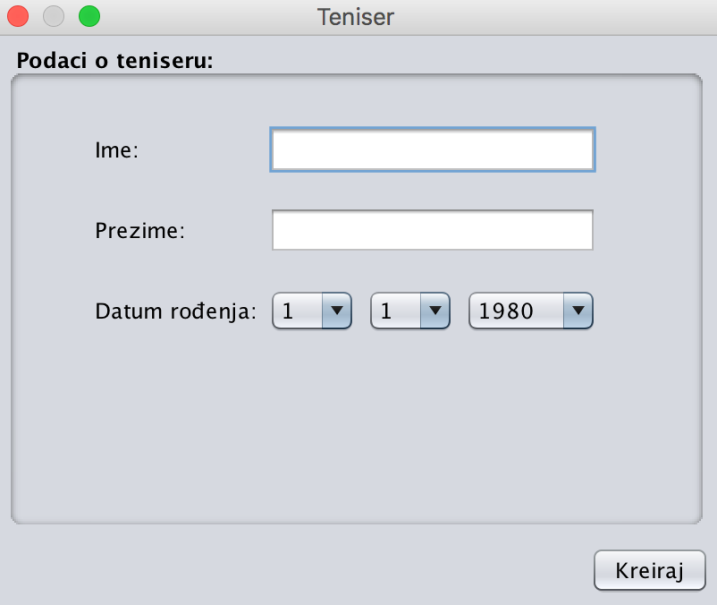 Teniser
Podaci o teniseru:
Ime:
Prezime:
Datum rođenja: 1 1 1980
Kreiraj